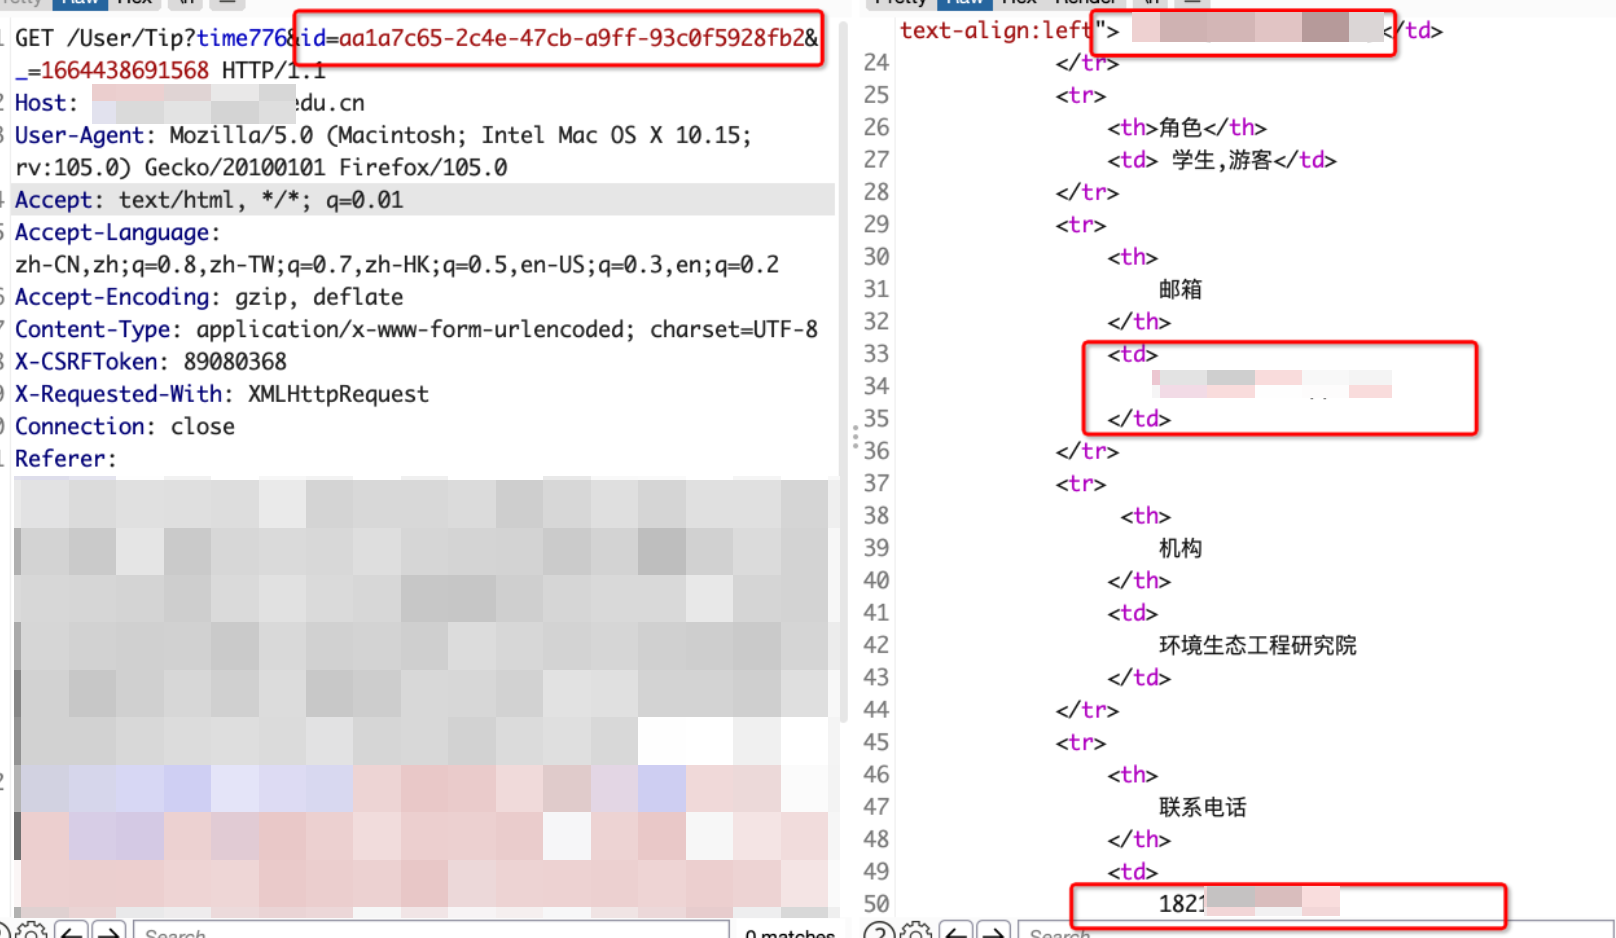 Raw
Hex
\n
Pretty
Raw
Hex
Render
\n
GET /User/Tip?time776&id=aa1a7c65-2c4e-47cb-a9ff-93c0f5928fb2&
_=1664438691568 HTTP/1.1
Host: edu.cn
User-Agent: Mozilla/5.0 (Macintosh; Intel Mac OS X 10.15;
rv:105.0) Gecko/20100101 Firefox/105.0
Accept: text/html, */*; q=0.01
Accept-Language:
zh-CN,zh;q=0.8,zh-TW;q=0.7,zh-HK;q=0.5,en-US;q=0.3,en;q=0.2
Accept-Encoding: gzip, deflate
Content-Type: application/x-www-form-urlencoded; charset=UTF-8
X-CSRFToken: 89080368
X-Requested-With: XMLHttpRequest
Connection: close
Referer:
Search
0 matches
text-align:left"> </td>
24 </tr>
25 <tr>
26 <th>角色</th>
27 <td> 学生,游客</td>
28 </tr>
29 <tr>
30 <th>
31 邮箱
32 </th>
33 <td>
34
35 </td>
36 </tr>
37 <tr>
38 <th>
39 机构
40 </th>
41 <td>
42 环境生态工程研究院
43 </td>
44 </tr>
45 <tr>
46 <th>
47 联系电话
48 </th>
49 <td>
50 1821
Search